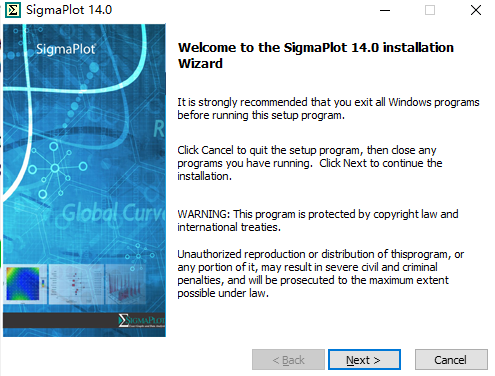 SigmaPlot 14.0
SigmaPlot
Welcome to the SigmaPlot 14.0 installation
Wizard
It is strongly recommended that you exit all Windows programs
before running this setup program.
Click Cancel to quit the setup program, then close any
programs you have running.  Click Next to continue the
installation.
WARNING: This program is protected by copyright law and
international treaties.
Unauthorized reproduction or distribution of thisprogram, or
any portion of it, may result in severe civil and criminal
penalties, and will be prosecuted to the maximum extent
possible under law.
Global Curve
SIGMAPLOT
< Back
Next >
Cancel